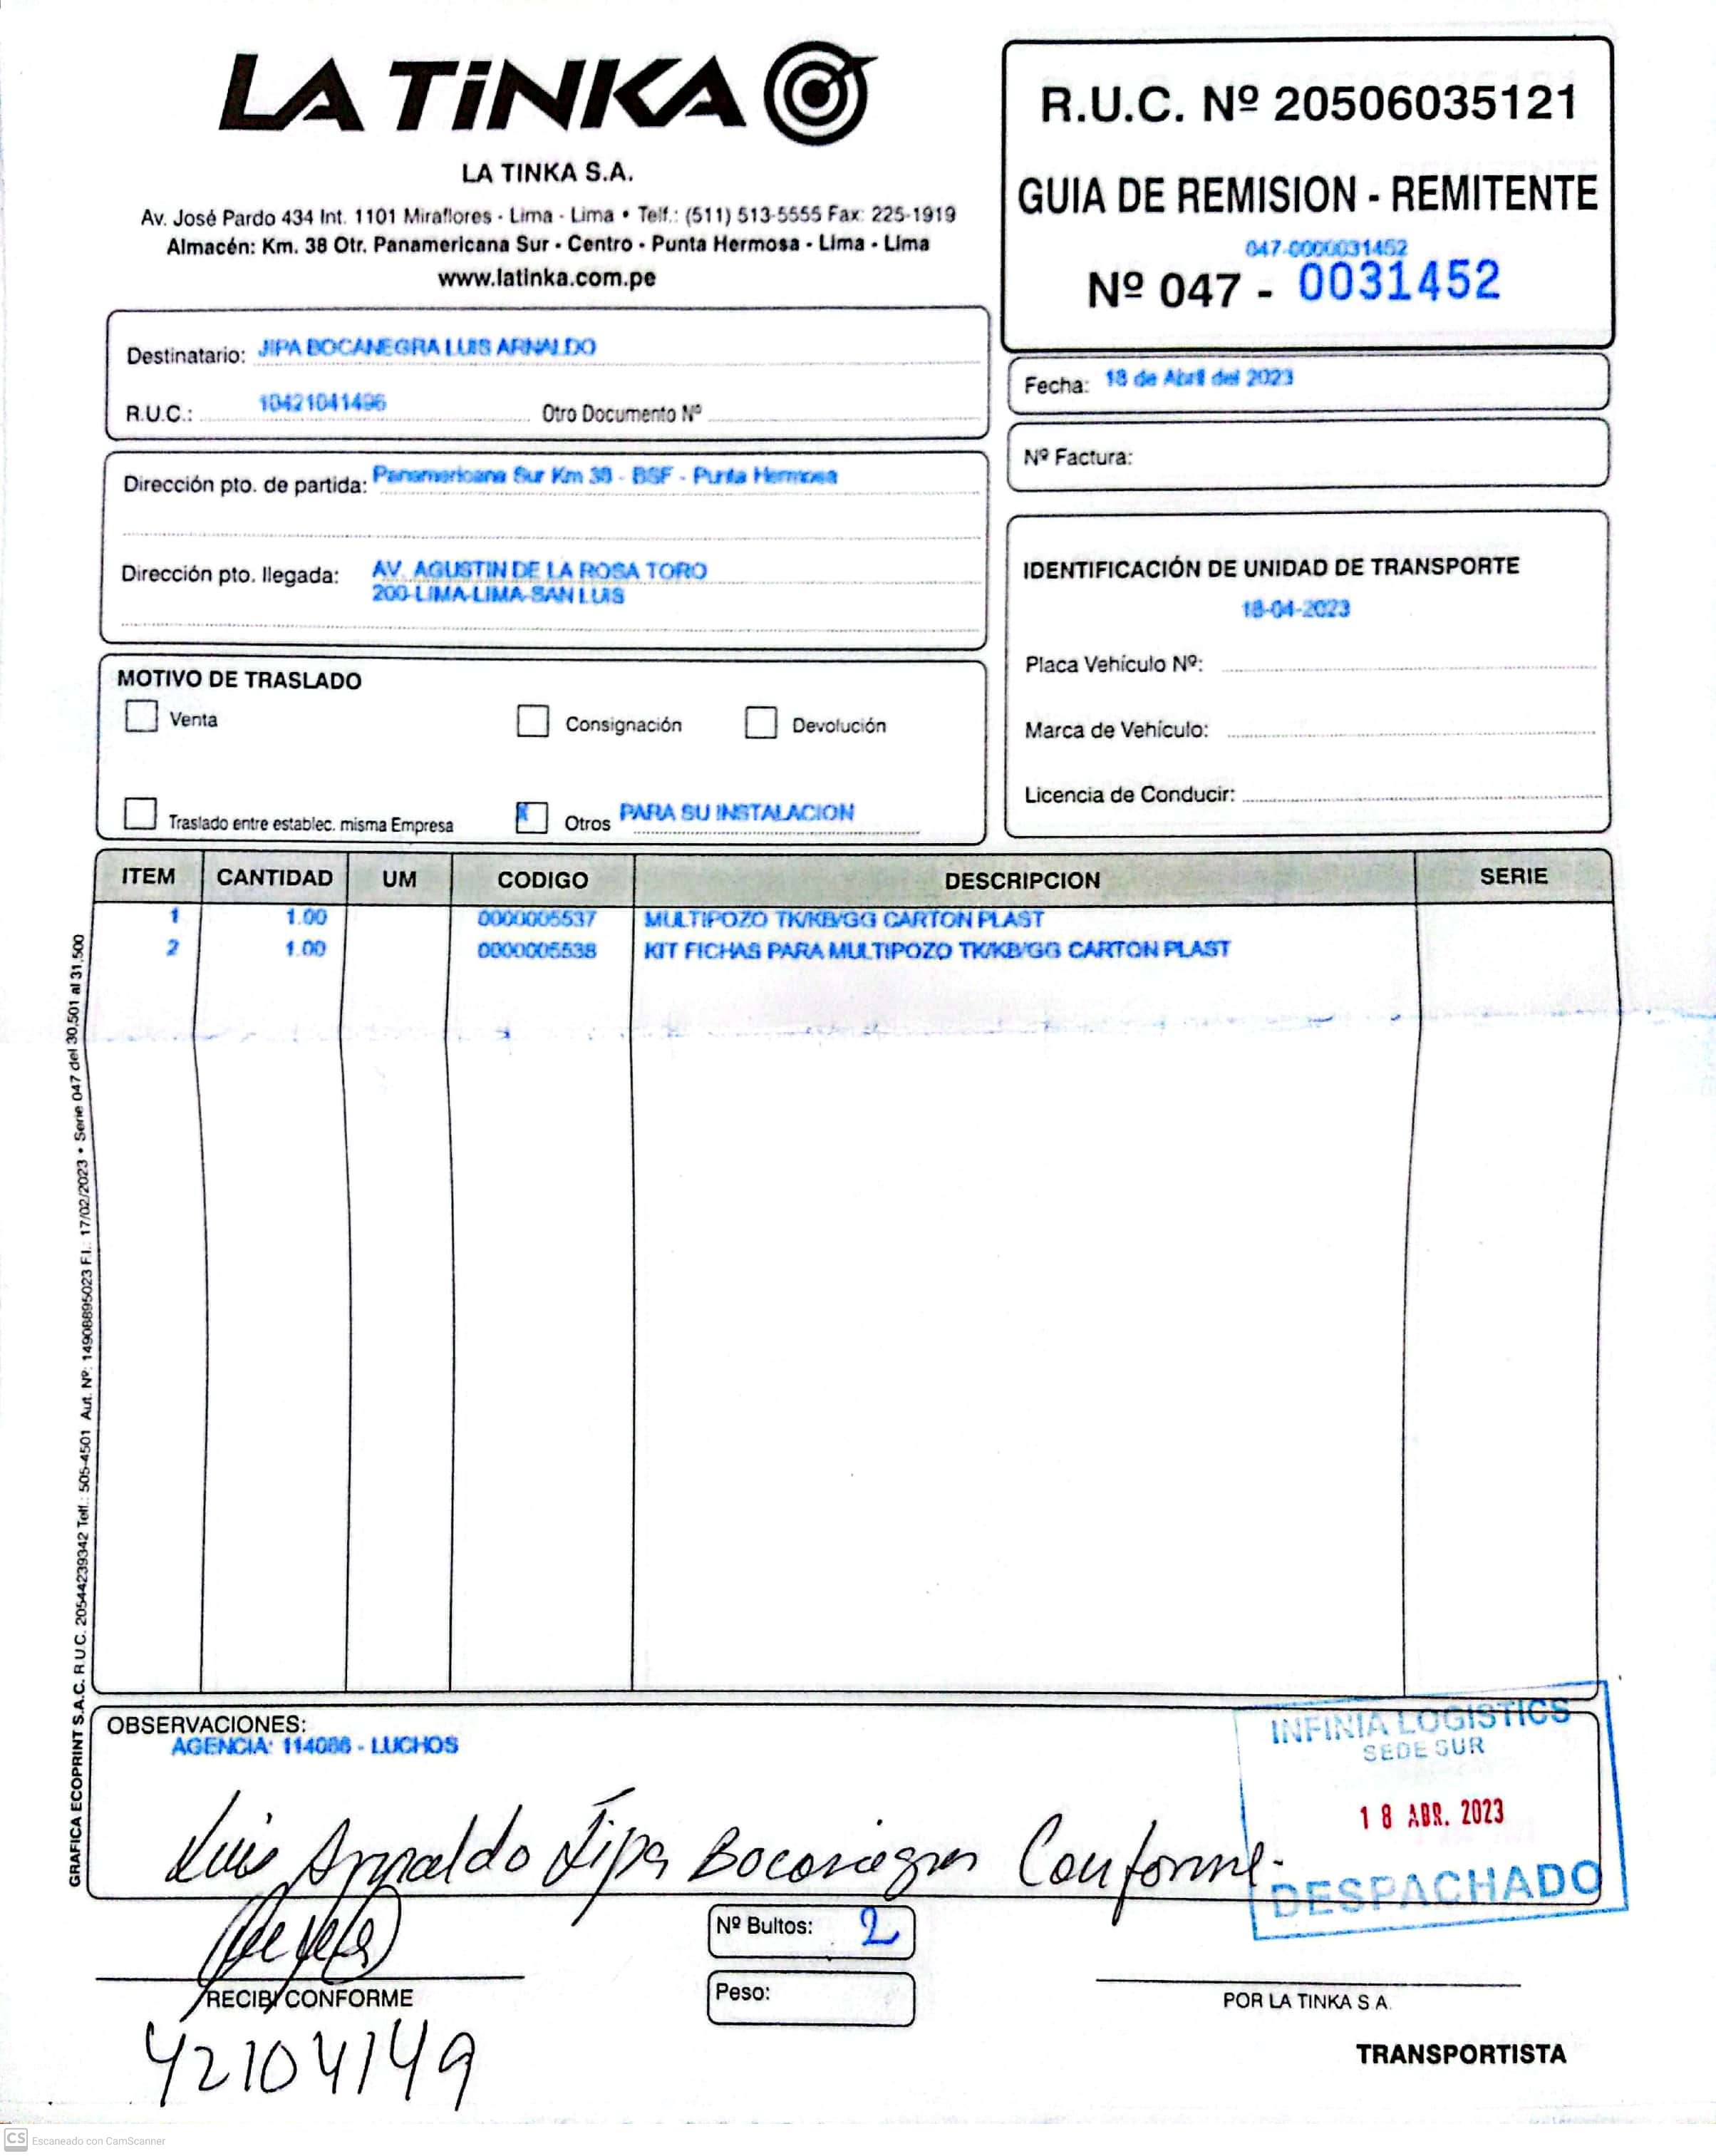 LA TiNKA
LA TINKA S.A.
Av. José Pardo 434 Int. 1101 Miraflores - Lima - Lima • Telf.: (511) 513-5555 Fax: 225-1919
Almacén: Km. 38 Otr. Panamericana Sur - Centro - Punta Hermosa - Lima - Lima
www.latinka.com.pe
R.U.C. Nº 20506035121
GUIA DE REMISION - REMITENTE
047-0000031452
Nº 047 - 0031452
Destinatario: JIPA BOCANEGRA LUIS ARNALDO
R.U.C.: 10421041496 Otro Documento Nº
Fecha: 18 de Abril del 2023
Nº Factura:
Dirección pto. de partida: Panamericana Sur Km 38 - BSF - Punta Hermosa
Dirección pto. llegada: AV. AGUSTIN DE LA ROSA TORO
200-LIMA-LIMA-SAN LUIS
IDENTIFICACIÓN DE UNIDAD DE TRANSPORTE
18-04-2023
Placa Vehículo Nº:
Marca de Vehículo:
Licencia de Conducir:
MOTIVO DE TRASLADO
Venta Consignación Devolución
Traslado entre establec. misma Empresa X Otros PARA SU INSTALACION
ITEM CANTIDAD UM CODIGO DESCRIPCION SERIE
1 1.00 0000005537 MULTIPOZO TK/KB/GG CARTON PLAST
2 1.00 0000005538 KIT FICHAS PARA MULTIPOZO TK/KB/GG CARTON PLAST
GRAFICA ECOPRINT S.A.C. R.U.C. 20544239342 Telf.: 505-4501 Aut. Nº: 14908895023 F.I.: 17/02/2023 • Serie 047 del 30,501 al 31,500
OBSERVACIONES:
AGENCIA: 114086 - LUCHOS
INFINIA LOGISTICS
SEDE SUR
18 ABR. 2023
DESPACHADO
Luis Arnaldo Jipa Bocanegra Conforme.
Nº Bultos: 2
Peso:
RECIBI CONFORME
42104149
POR LA TINKA S.A.
TRANSPORTISTA
CS Escaneado con CamScanner